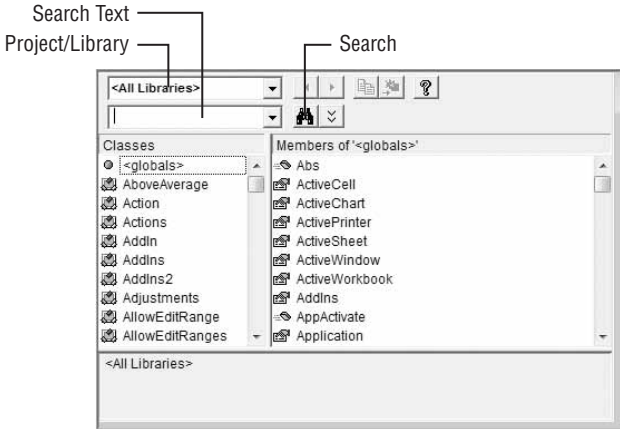 Search Text
Project/Library
Search
<All Libraries>
?
Classes
Members of '<globals>'
<globals>
AboveAverage
Action
Actions
AddIn
AddIns
AddIns2
Adjustments
AllowEditRange
AllowEditRanges
Abs
ActiveCell
ActiveChart
ActivePrinter
ActiveSheet
ActiveWindow
ActiveWorkbook
AddIns
AppActivate
Application
<All Libraries>